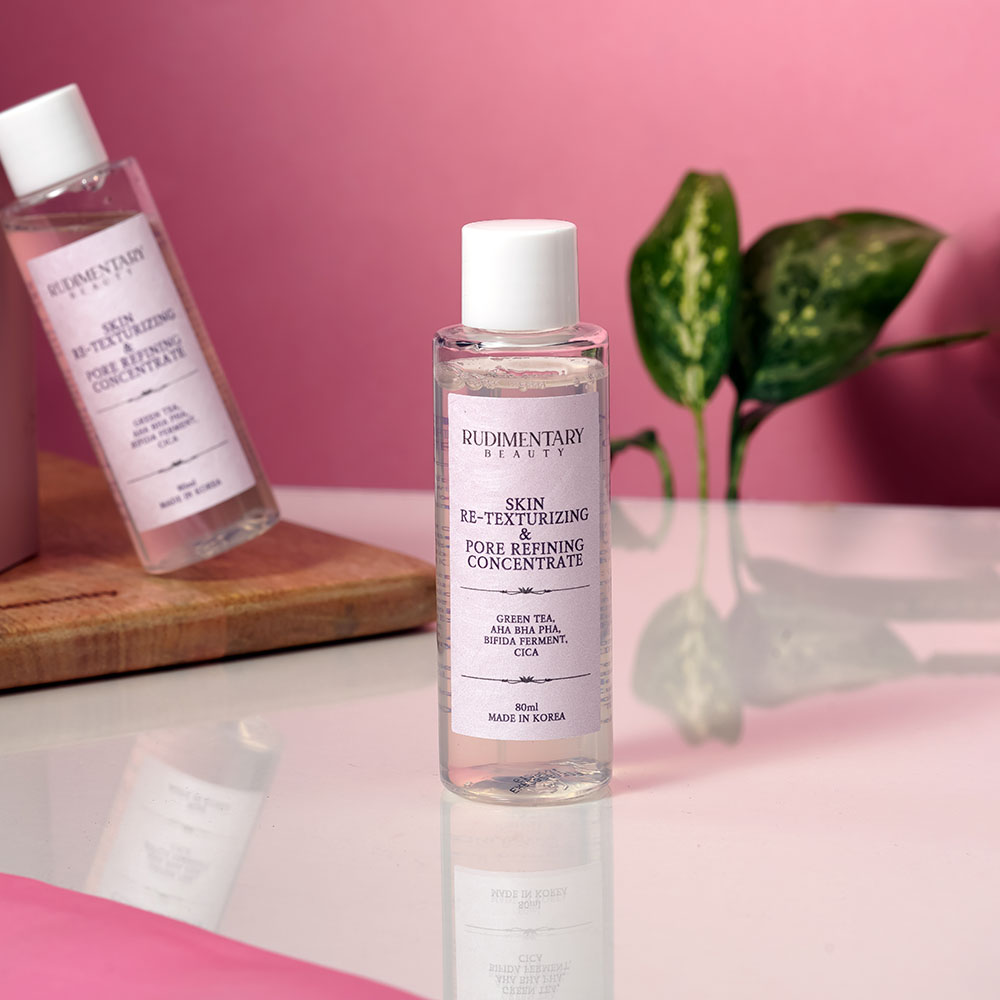 RUDIMENTARY
BEAUTY
SKIN
RE-TEXTURIZING
&
PORE REFINING
CONCENTRATE
GREEN TEA,
AHA BHA PHA,
BIFIDA FERMENT,
CICA
80ml
MADE IN KOREA
RUDIMENTARY
BEAUTY
SKIN
RE-TEXTURIZING
&
PORE REFINING
CONCENTRATE
GREEN TEA,
AHA BHA PHA,
BIFIDA FERMENT,
CICA
80ml
MADE IN KOREA